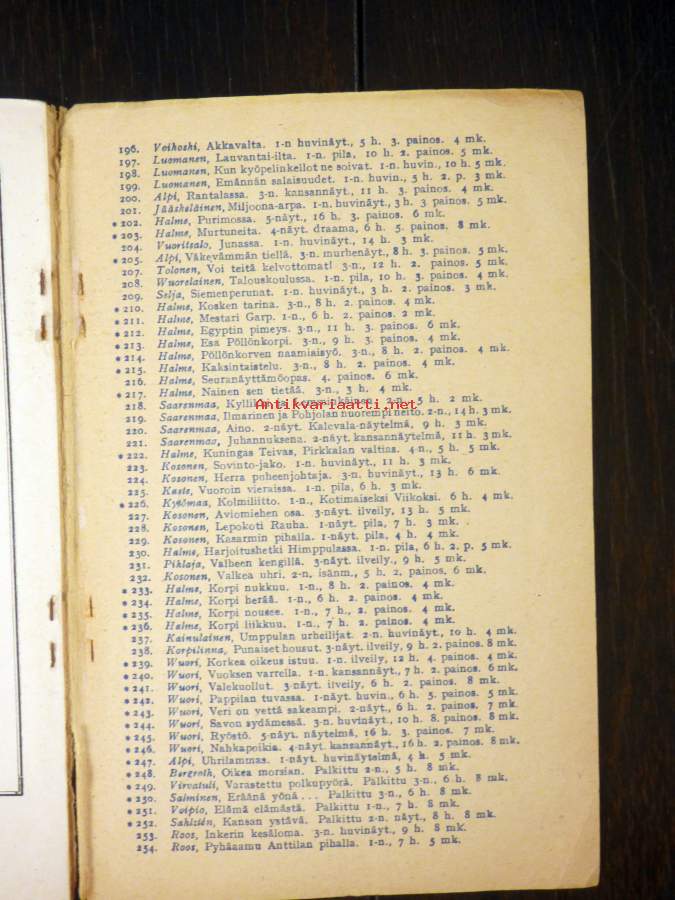 196. Veikoski, Akkavalta. 1-n huvinäyt., 5 h. 3. painos. 4 mk.
197. Luomanen, Lauvantai-ilta. 1-n. pila, 10 h. 2. painos. 5 mk.
198. Luomanen, Kun kyöpelinkellot ne soivat. 1-n. huvin., 10 h. 5 mk.
199. Luomanen, Emännän salaisuudet. 1-n. huvin., 5 h. 2. p. 3 mk.
200. Alpi, Rantalassa. 3-n. kansannäyt., 11 h. 3. painos. 4 mk.
201. Jääskeläinen, Miljoona-arpa. 1-n. huvinäyt., 3 h. 3 painos. 5 mk.
*202. Halme, Purimossa. 5-näyt., 16 h. 3. painos. 6 mk.
*203. Halme, Murtuneita. 4-näyt. draama, 6 h. 5. painos. 8 mk.
204. Vuoritsalo, Junassa. 1-n. huvinäyt., 14 h. 3 mk.
*205. Alpi, Väkevämmän tiellä. 3-n. murhenäyt., 8 h. 3. painos. 5 mk.
207. Tolonen, Voi teitä kelvottomat! 3-n., 12 h. 2. painos. 5 mk.
208. Wuorelainen, Talouskoulussa. 1-n. pila, 10 h. 3. painos. 4 mk.
209. Selja, Siemenperunat. 1-n. huvinäyt., 3 h. 2. painos. 3 mk.
*210. Halme, Kosken tarina. 3-n., 8 h. 2. painos. 4 mk.
*211. Halme, Mestari Garp. 1-n., 6 h. 2. painos. 2 mk.
*212. Halme, Egyptin pimeys. 3-n., 11 h. 3. painos. 6 mk.
*213. Halme, Esa Pöllönkorpi. 3-n., 9 h. 3. painos. 4 mk.
*214. Halme, Pöllönkorven naamiaisyö. 3-n., 8 h. 2. painos. 4 mk.
*215. Halme, Kaksintaistelu. 3-n., 8 h. 2. painos. 4 mk.
216. Halme, Seuranäyttämöopas. 4. painos. 6 mk.
*217. Halme, Nainen sen tietää. 3-n., 3 h. 4 mk.
218. Saarenmaa, Kyllikki ja Lemminkäinen. 2-n., 5 h. 2 mk.
Antikvariaatti.net
219. Saarenmaa, Ilmarinen ja Pohjolan nuorempi neito. 2-n., 14 h. 3 mk.
220. Saarenmaa, Aino. 2-näyt. Kalevala-näytelmä, 9 h. 3 mk.
221. Saarenmaa, Juhannuksena. 2-näyt. kansannäytelmä, 11 h. 3 mk.
*222. Halme, Kuningas Teivas, Pirkkalan valtias. 4-n., 5 h. 5 mk.
223. Kosonen, Sovinto-jako. 1-n. huvinäyt., 11 h. 3 mk.
224. Kosonen, Herra puheenjohtaja. 3-n. huvinäyt., 13 h. 6 mk.
225. Kaste, Vuoroin vieraissa. 1-n. pila, 6 h. 3 mk.
*226. Kyrömaa, Kolmiliitto. 1-n., Kotimaiseksi Viikoksi. 6 h. 4 mk.
227. Kosonen, Aviomiehen osa. 3-näyt. ilveily, 13 h. 5 mk.
228. Kosonen, Lepokoti Rauha. 1-näyt. pila, 7 h. 3 mk.
229. Kosonen, Kasarmin pihalla. 1-näyt. pila, 4 h. 4 mk.
230. Halme, Harjoitushetki Himppulassa. 1-n. pila, 6 h. 2. p. 5 mk.
231. Pihlaja, Valheen kengillä. 3-näyt. ilveily., 9 h. 5 mk.
232. Kosonen, Valkea uhri. 2-n. isänm., 5 h. 2. painos. 6 mk.
*233. Halme, Korpi nukkuu. 1-n., 8 h. 2. painos. 4 mk.
*234. Halme, Korpi herää. 1-n., 6 h. 2. painos. 4 mk.
*235. Halme, Korpi nousee. 1-n., 7 h., 2. painos. 4 mk.
*236. Halme, Korpi liikkuu. 1-n., 7 h. 2. painos. 4 mk.
237. Kainulainen, Umppulan urheilijat. 2-n. huvinäyt., 10 h. 4 mk.
238. Korpilinna, Punaiset housut. 3-näyt. ilveily, 9 h. 2. painos. 8 mk.
*239. Wuori, Korkea oikeus istuu. 1-n. ilveily, 12 h. 4. painos. 4 mk.
*240. Wuori, Vuoksen varrella. 1-n. kansannäyt., 7 h. 2. painos. 6 mk.
*241. Wuori, Valekuollut. 3-näyt. ilveily, 6 h. 2. painos. 8 mk.
*242. Wuori, Pappilan tuvassa. 1-näyt. huvin., 6 h. 5. painos. 5 mk.
*243. Wuori, Veri on vettä sakeampi. 2-näyt., 6 h. 2. painos. 7 mk.
*244. Wuori, Savon sydämessä. 3-n. huvinäyt., 10 h. 8. painos. 8 mk.
*245. Wuori, Ryöstö. 5-näyt. näytelmä, 16 h. 3. painos. 7 mk.
*246. Wuori, Nahkapoikia. 4-näyt. kansannäyt., 16 h. 2. painos. 8 mk.
*247. Alpi, Uhrilammas. 1-näyt. huvinäytelmä, 4 h. 5 mk.
*248. Bergroth, Oikea morsian. Palkittu 2-n., 5 h. 8 mk.
*249. Virvatuli, Varastettu polkupyörä. Palkittu 3-n., 6 h. 8 mk.
*250. Salminen, Eräänä yönä... Palkittu 3-n., 6 h. 8 mk.
*251. Voipio, Elämä elämästä. Palkittu 1-n., 7 h. 8 mk.
*252. Sahlstén, Kansan ystävä. Palkittu 2-n. näyt., 8 h. 8 mk.
253. Roos, Inkerin kesäloma. 3-n. huvinäyt., 9 h. 8 mk.
254. Roos, Pyhäaamu Anttilan pihalla. 1-n., 7 h. 5 mk.